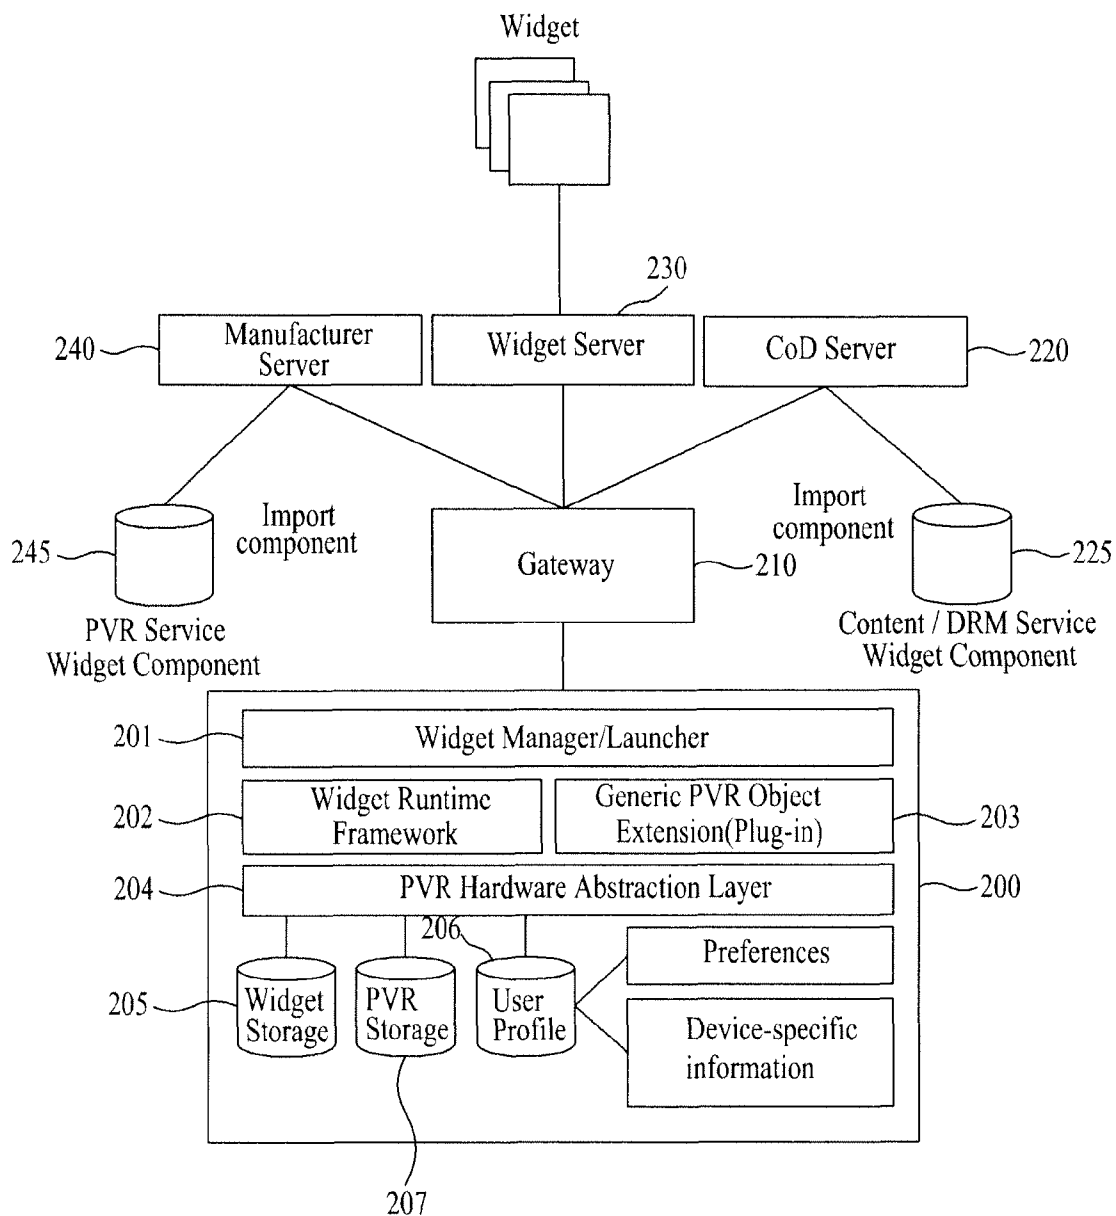 Widget
230
240
Manufacturer
Server
Widget Server
CoD Server
220
245
Import
component
Gateway
210
Import
component
225
PVR Service
Widget Component
Content / DRM Service
Widget Component
201
Widget Manager/Launcher
202
Widget Runtime
Framework
Generic PVR Object
Extension(Plug-in)
203
204
PVR Hardware Abstraction Layer
200
206
Preferences
205
Widget
Storage
PVR
Storage
User
Profile
Device-specific
information
207